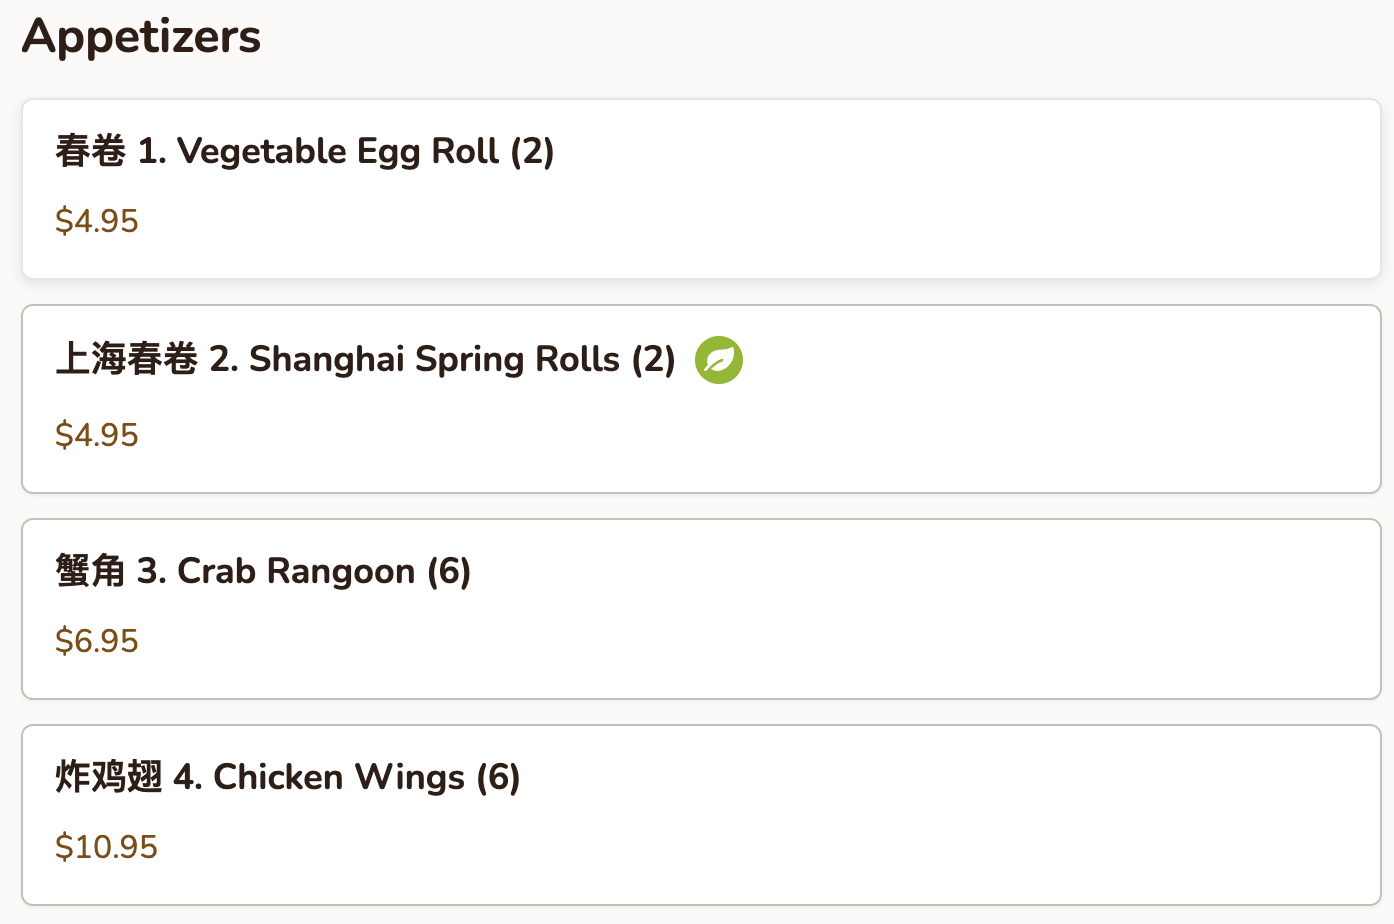 Appetizers
春卷 1. Vegetable Egg Roll (2)
$4.95
上海春卷 2. Shanghai Spring Rolls (2)
$4.95
蟹角 3. Crab Rangoon (6)
$6.95
炸鸡翅 4. Chicken Wings (6)
$10.95